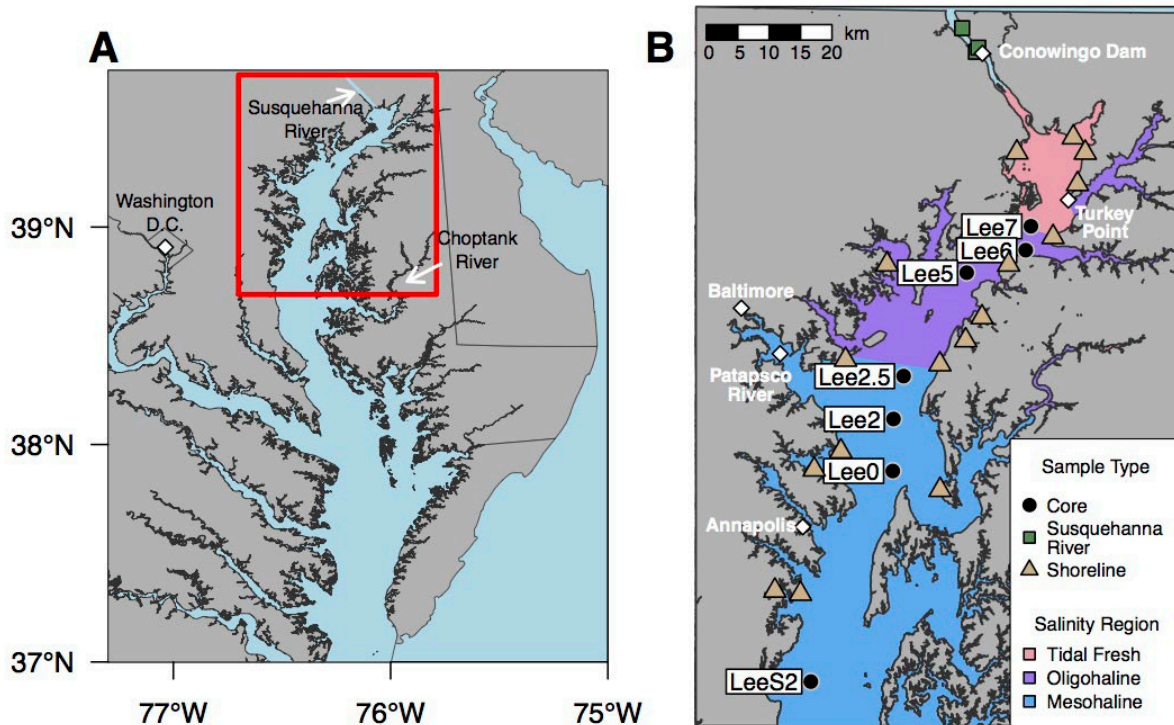 A
Susquehanna
River
Washington
D.C.
Choptank
River
39°N
38°N
37°N
77°W
76°W
75°W
B
km
0 5 10 15 20
Conowingo Dam
Turkey
Point
Lee7
Lee6
Lee5
Baltimore
Patapsco
River
Lee2.5
Lee2
Lee0
Annapolis
LeeS2
Sample Type
Core
Susquehanna
River
Shoreline
Salinity Region
Tidal Fresh
Oligohaline
Mesohaline